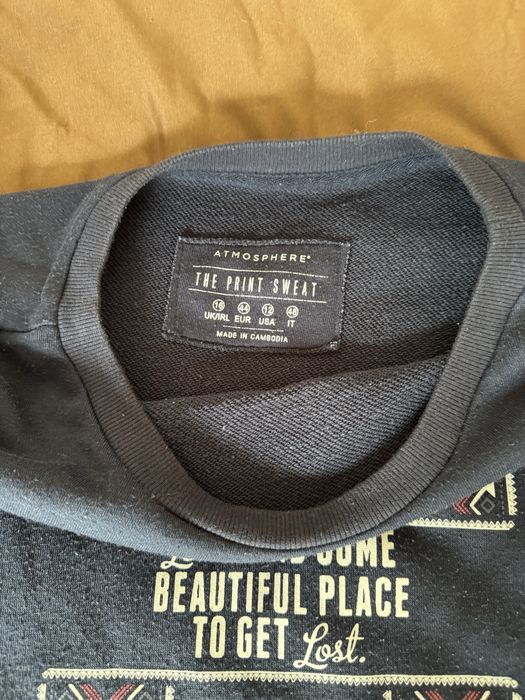 ATMOSPHERE®
THE PRINT SWEAT
16 44 12 48
UK/IRL EUR USA IT
MADE IN CAMBODIA
SOME
BEAUTIFUL PLACE
TO GET Lost.